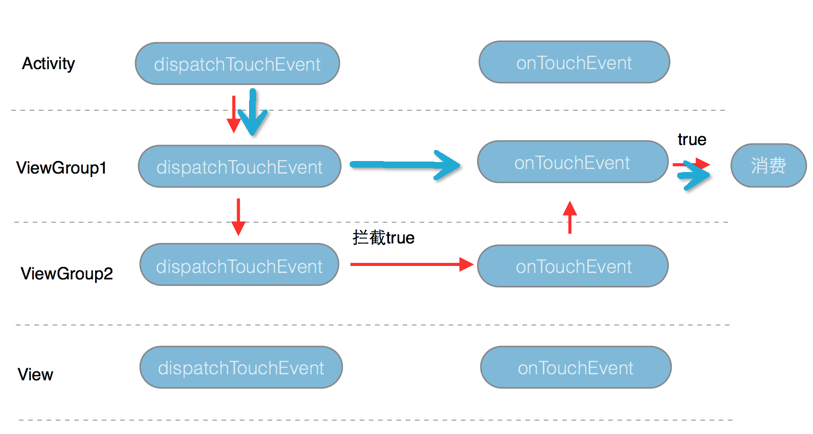 Activity
dispatchTouchEvent
onTouchEvent
true
ViewGroup1
dispatchTouchEvent
onTouchEvent
消费
拦截true
ViewGroup2
dispatchTouchEvent
onTouchEvent
View
dispatchTouchEvent
onTouchEvent